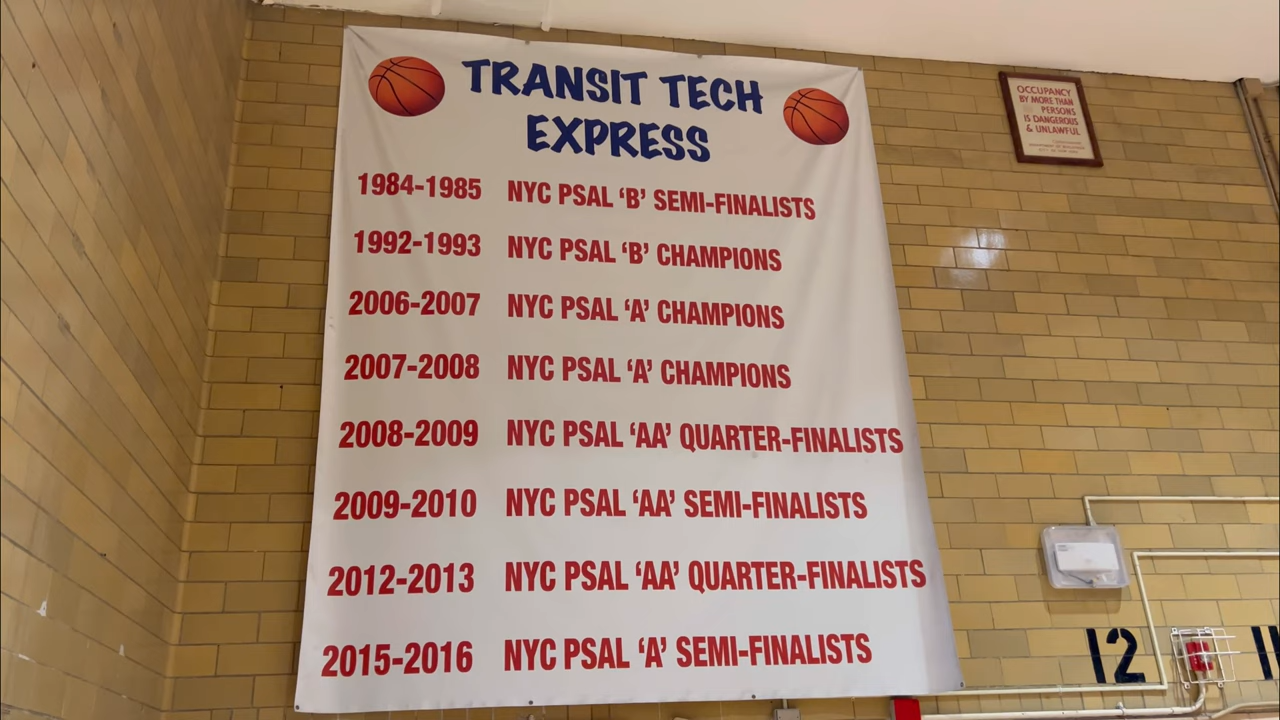 TRANSIT TECH
EXPRESS
1984-1985 NYC PSAL ‘B’ SEMI-FINALISTS
1992-1993 NYC PSAL ‘B’ CHAMPIONS
2006-2007 NYC PSAL ‘A’ CHAMPIONS
2007-2008 NYC PSAL ‘A’ CHAMPIONS
2008-2009 NYC PSAL ‘AA’ QUARTER-FINALISTS
2009-2010 NYC PSAL ‘AA’ SEMI-FINALISTS
2012-2013 NYC PSAL ‘AA’ QUARTER-FINALISTS
2015-2016 NYC PSAL ‘A’ SEMI-FINALISTS
OCCUPANCY
BY MORE THAN
PERSONS
IS DANGEROUS
& UNLAWFUL
12